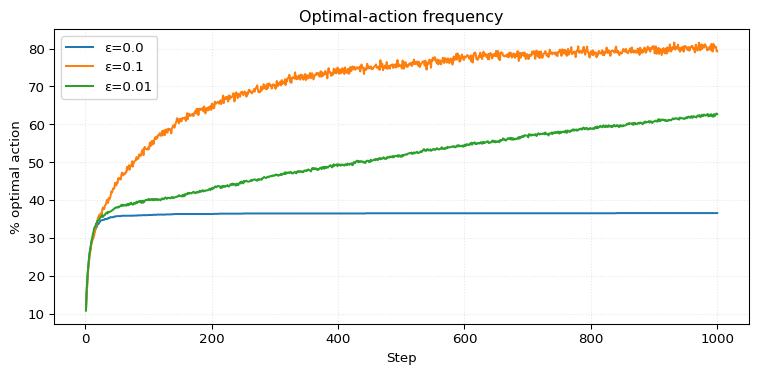 Optimal-action frequency
ε=0.0
ε=0.1
ε=0.01
% optimal action
80
70
60
50
40
30
20
10
0 200 400 600 800 1000
Step